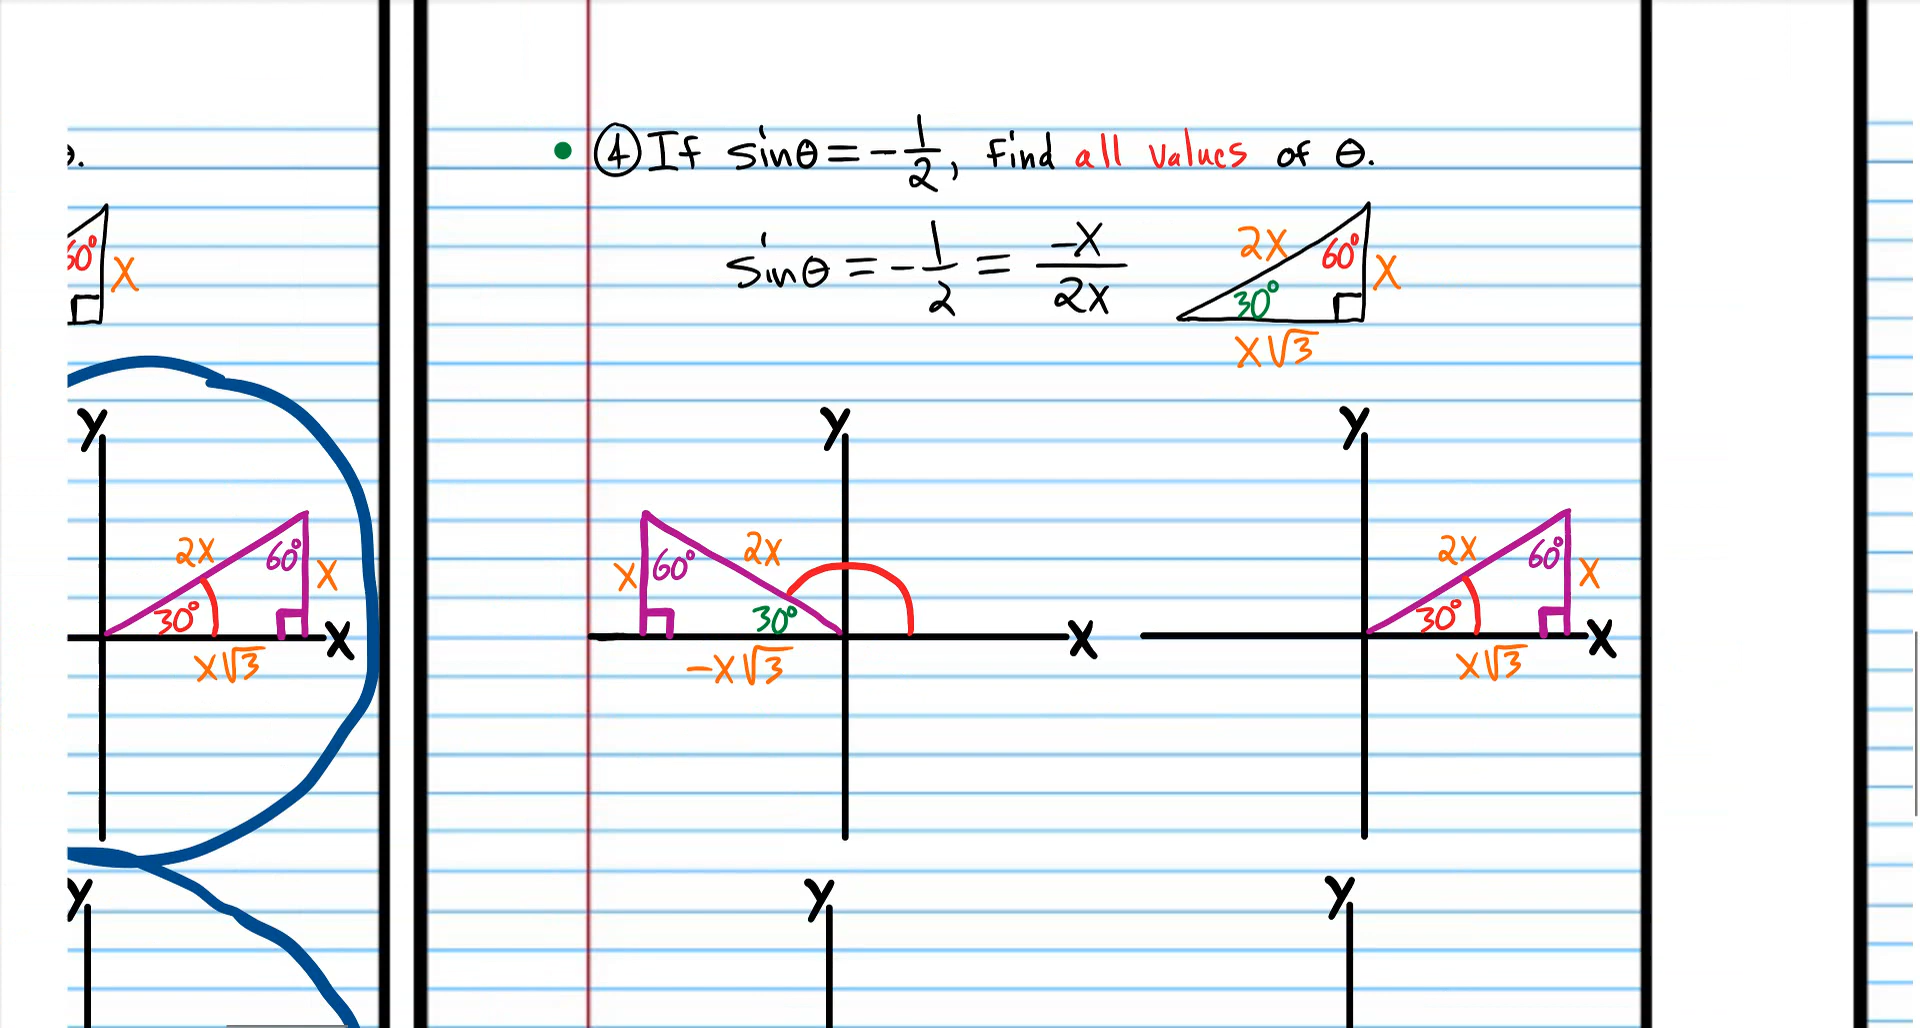 ④ If sinθ = -1/2, find all values of θ.
sinθ = -1/2 = -x/2x
2x 60° x
30°
x√3
60° x
y y y
2x 60° x
30°
x
x√3
x 60° 2x
30°
x
-x√3
2x 60° x
30°
x
x√3
y y y